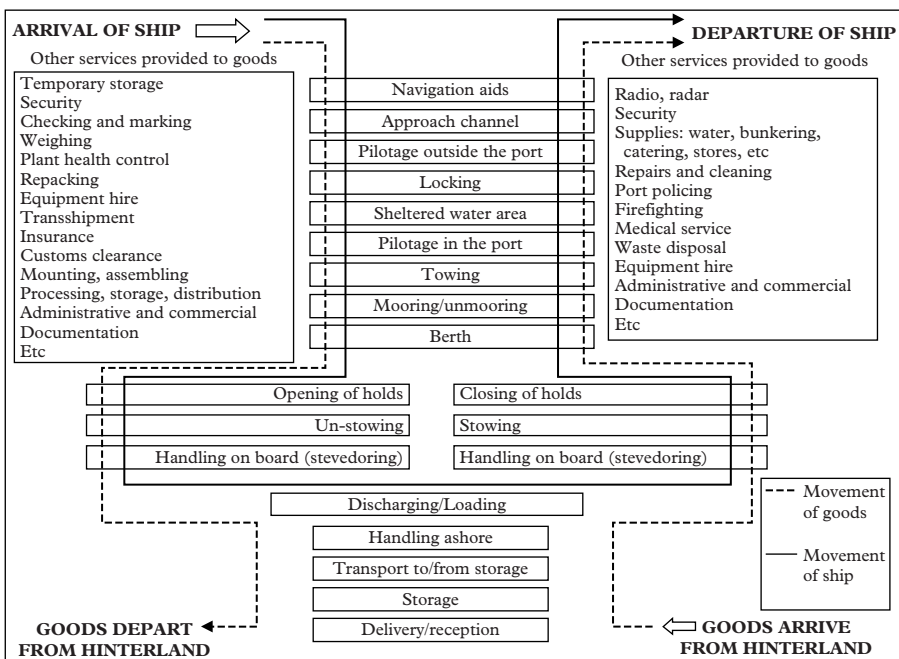 ARRIVAL OF SHIP
Other services provided to goods
Temporary storage
Security
Checking and marking
Weighing
Plant health control
Repacking
Equipment hire
Transshipment
Insurance
Customs clearance
Mounting, assembling
Processing, storage, distribution
Administrative and commercial
Documentation
Etc
DEPARTURE OF SHIP
Other services provided to goods
Radio, radar
Security
Supplies: water, bunkering,
catering, stores, etc
Repairs and cleaning
Port policing
Firefighting
Medical service
Waste disposal
Equipment hire
Administrative and commercial
Documentation
Etc
Navigation aids
Approach channel
Pilotage outside the port
Locking
Sheltered water area
Pilotage in the port
Towing
Mooring/unmooring
Berth
Opening of holds
Closing of holds
Un-stowing
Stowing
Handling on board (stevedoring)
Handling on board (stevedoring)
Discharging/Loading
Handling ashore
Transport to/from storage
Storage
Delivery/reception
Movement
of goods
Movement
of ship
GOODS DEPART
FROM HINTERLAND
GOODS ARRIVE
FROM HINTERLAND